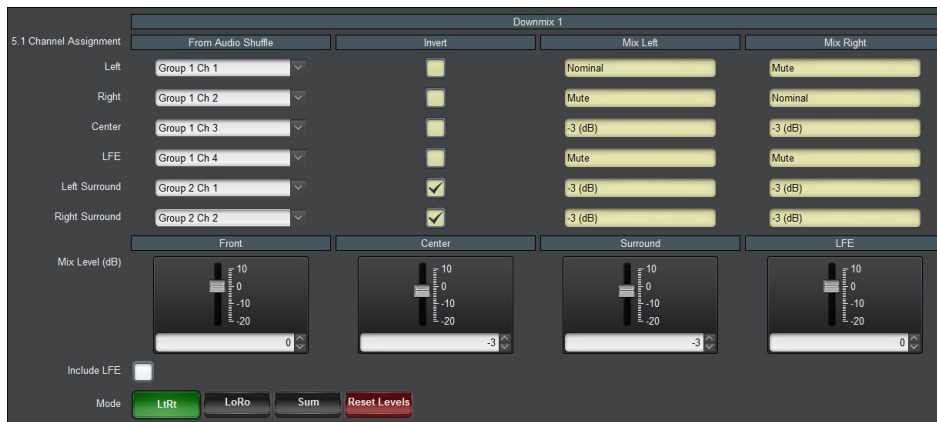 Downmix 1
5.1 Channel Assignment From Audio Shuffle Invert Mix Left Mix Right
Left Group 1 Ch 1 Nominal Mute
Right Group 1 Ch 2 Mute Nominal
Center Group 1 Ch 3 -3 (dB) -3 (dB)
LFE Group 1 Ch 4 Mute Mute
Left Surround Group 2 Ch 1 -3 (dB) -3 (dB)
Right Surround Group 2 Ch 2 -3 (dB) -3 (dB)
Front Center Surround LFE
Mix Level (dB) 10 10 10 10
0 0 0 0
-10 -10 -10 -10
-20 -20 -20 -20
0 -3 -3 0
Include LFE
Mode LtRt LoRo Sum Reset Levels